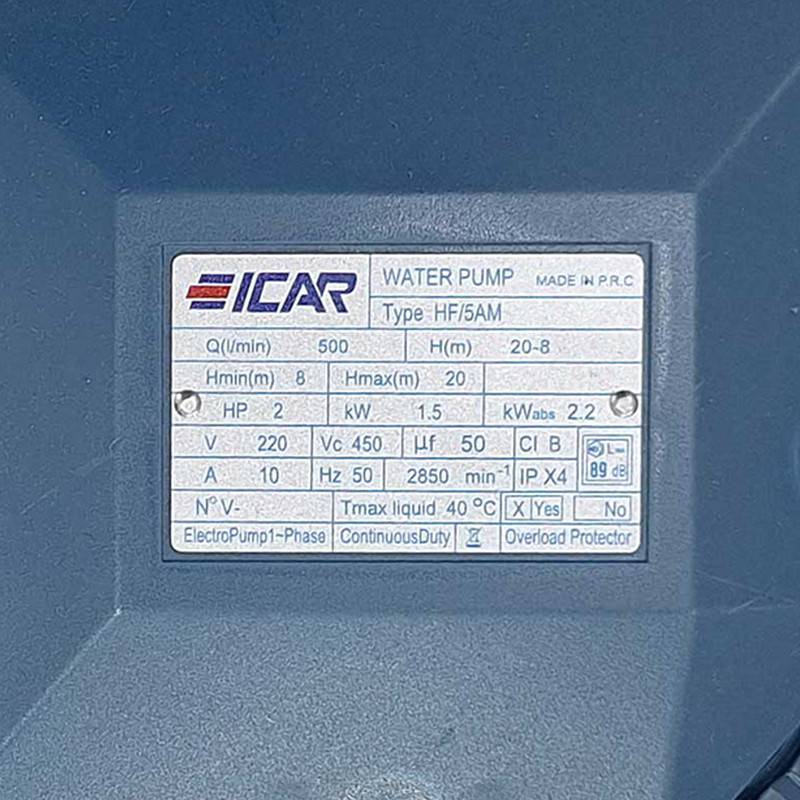 EICAR
WATER PUMP MADE IN P.R.C
Type HF/5AM
Q(l/min) 500 H(m) 20-8
Hmin(m) 8 Hmax(m) 20
HP 2 kW 1.5 kWabs 2.2
V 220 Vc 450 µf 50 Cl B
L
A 10 Hz 50 2850 min⁻¹ IP X4
89 dB
N° V- Tmax liquid 40 °C X Yes No
ElectroPump1~Phase ContinuousDuty Overload Protector